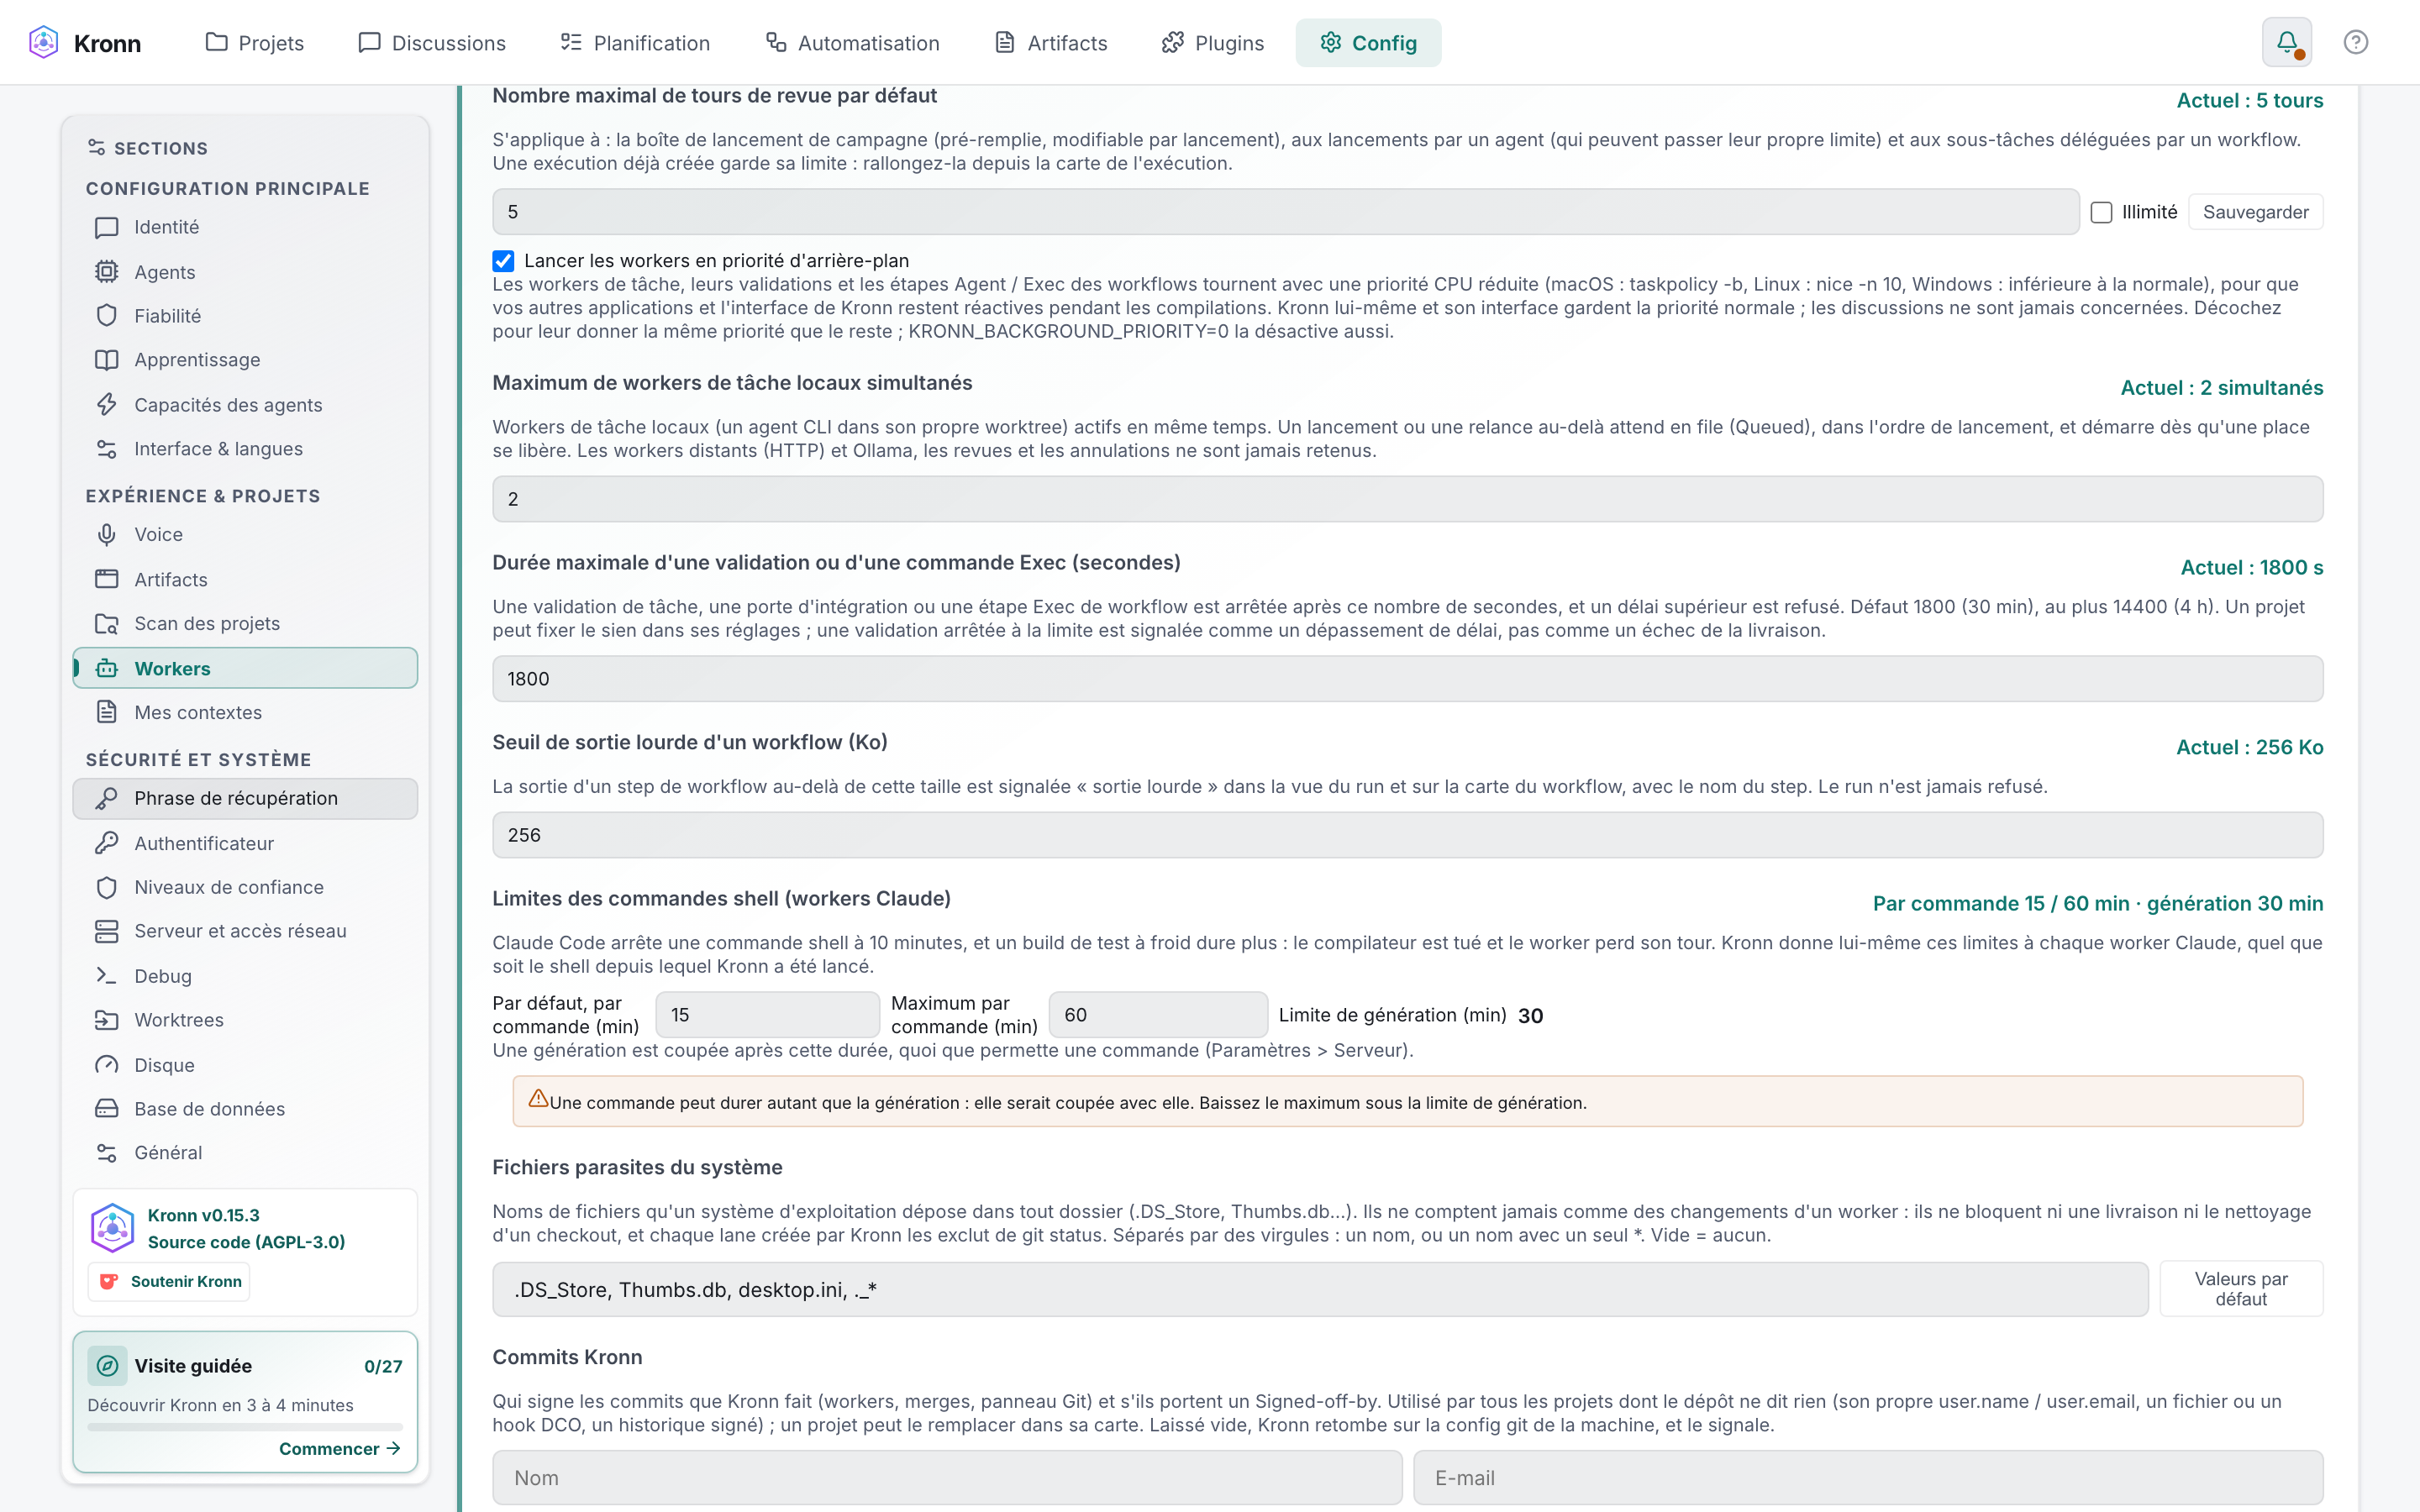 Kronn
Projets
Discussions
Planification
Automatisation
Artifacts
Plugins
Config
SECTIONS
CONFIGURATION PRINCIPALE
Identité
Agents
Fiabilité
Apprentissage
Capacités des agents
Interface & langues
EXPÉRIENCE & PROJETS
Voice
Artifacts
Scan des projets
Workers
Mes contextes
SÉCURITÉ ET SYSTÈME
Phrase de récupération
Authentificateur
Niveaux de confiance
Serveur et accès réseau
Debug
Worktrees
Disque
Base de données
Général
Kronn v0.15.3
Source code (AGPL-3.0)
Soutenir Kronn
Visite guidée 0/27
Découvrir Kronn en 3 à 4 minutes
Commencer →
Nombre maximal de tours de revue par défaut
Actuel : 5 tours
S'applique à : la boîte de lancement de campagne (pré-remplie, modifiable par lancement), aux lancements par un agent (qui peuvent passer leur propre limite) et aux sous-tâches déléguées par un workflow.
Une exécution déjà créée garde sa limite : rallongez-la depuis la carte de l'exécution.
5
Illimité
Sauvegarder
Lancer les workers en priorité d'arrière-plan
Les workers de tâche, leurs validations et les étapes Agent / Exec des workflows tournent avec une priorité CPU réduite (macOS : taskpolicy -b, Linux : nice -n 10, Windows : inférieure à la normale), pour que
vos autres applications et l'interface de Kronn restent réactives pendant les compilations. Kronn lui-même et son interface gardent la priorité normale ; les discussions ne sont jamais concernées. Décochez
pour leur donner la même priorité que le reste ; KRONN_BACKGROUND_PRIORITY=0 la désactive aussi.
Maximum de workers de tâche locaux simultanés
Actuel : 2 simultanés
Workers de tâche locaux (un agent CLI dans son propre worktree) actifs en même temps. Un lancement ou une relance au-delà attend en file (Queued), dans l'ordre de lancement, et démarre dès qu'une place
se libère. Les workers distants (HTTP) et Ollama, les revues et les annulations ne sont jamais retenus.
2
Durée maximale d'une validation ou d'une commande Exec (secondes)
Actuel : 1800 s
Une validation de tâche, une porte d'intégration ou une étape Exec de workflow est arrêtée après ce nombre de secondes, et un délai supérieur est refusé. Défaut 1800 (30 min), au plus 14400 (4 h). Un projet
peut fixer le sien dans ses réglages ; une validation arrêtée à la limite est signalée comme un dépassement de délai, pas comme un échec de la livraison.
1800
Seuil de sortie lourde d'un workflow (Ko)
Actuel : 256 Ko
La sortie d'un step de workflow au-delà de cette taille est signalée « sortie lourde » dans la vue du run et sur la carte du workflow, avec le nom du step. Le run n'est jamais refusé.
256
Limites des commandes shell (workers Claude)
Par commande 15 / 60 min · génération 30 min
Claude Code arrête une commande shell à 10 minutes, et un build de test à froid dure plus : le compilateur est tué et le worker perd son tour. Kronn donne lui-même ces limites à chaque worker Claude, quel que
soit le shell depuis lequel Kronn a été lancé.
Par défaut, par
commande (min)
15
Maximum par
commande (min)
60
Limite de génération (min) 30
Une génération est coupée après cette durée, quoi que permette une commande (Paramètres > Serveur).
Une commande peut durer autant que la génération : elle serait coupée avec elle. Baissez le maximum sous la limite de génération.
Fichiers parasites du système
Noms de fichiers qu'un système d'exploitation dépose dans tout dossier (.DS_Store, Thumbs.db...). Ils ne comptent jamais comme des changements d'un worker : ils ne bloquent ni une livraison ni le nettoyage
d'un checkout, et chaque lane créée par Kronn les exclut de git status. Séparés par des virgules : un nom, ou un nom avec un seul *. Vide = aucun.
.DS_Store, Thumbs.db, desktop.ini, ._*
Valeurs par
défaut
Commits Kronn
Qui signe les commits que Kronn fait (workers, merges, panneau Git) et s'ils portent un Signed-off-by. Utilisé par tous les projets dont le dépôt ne dit rien (son propre user.name / user.email, un fichier ou un
hook DCO, un historique signé) ; un projet peut le remplacer dans sa carte. Laissé vide, Kronn retombe sur la config git de la machine, et le signale.
Nom
E-mail